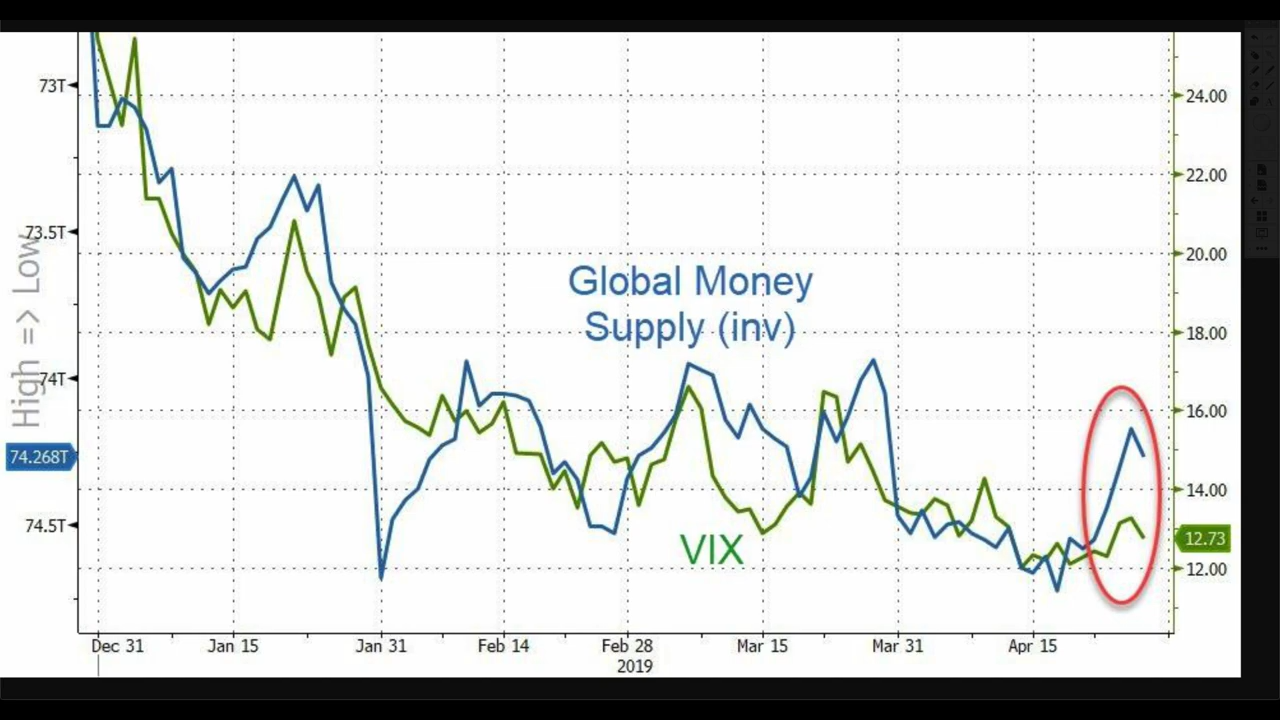 73T
73.5T
74T
74.268T
74.5T
High => Low
Global Money
Supply (inv)
VIX
24.00
22.00
20.00
18.00
16.00
14.00
12.73
12.00
Dec 31 Jan 15 Jan 31 Feb 14 Feb 28 Mar 15 Mar 31 Apr 15
2019